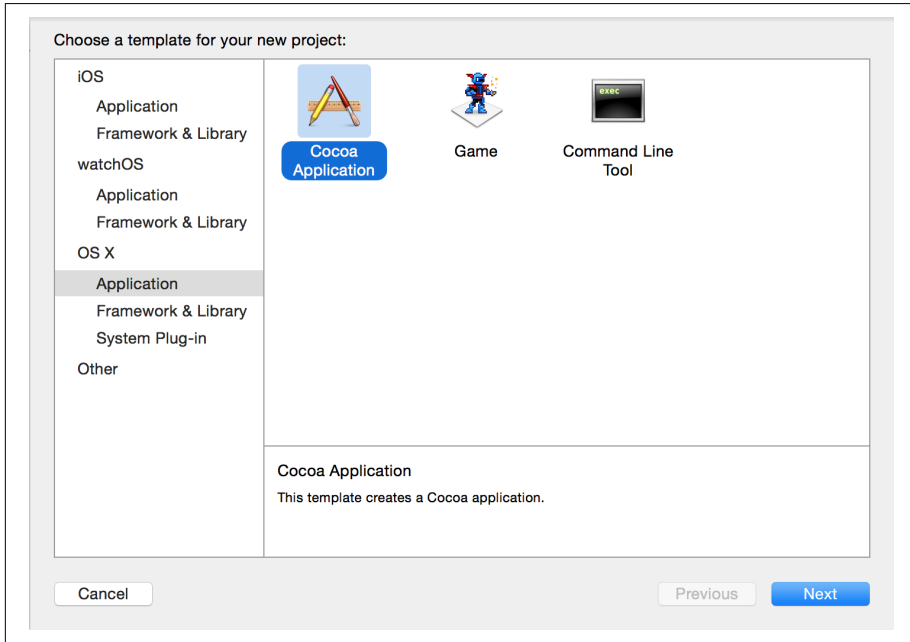 Choose a template for your new project:
iOS
Application
Framework & Library
watchOS
Application
Framework & Library
OS X
Application
Framework & Library
System Plug-in
Other
exec
Cocoa
Application
Game
Command Line
Tool
Cocoa Application
This template creates a Cocoa application.
Cancel
Previous
Next